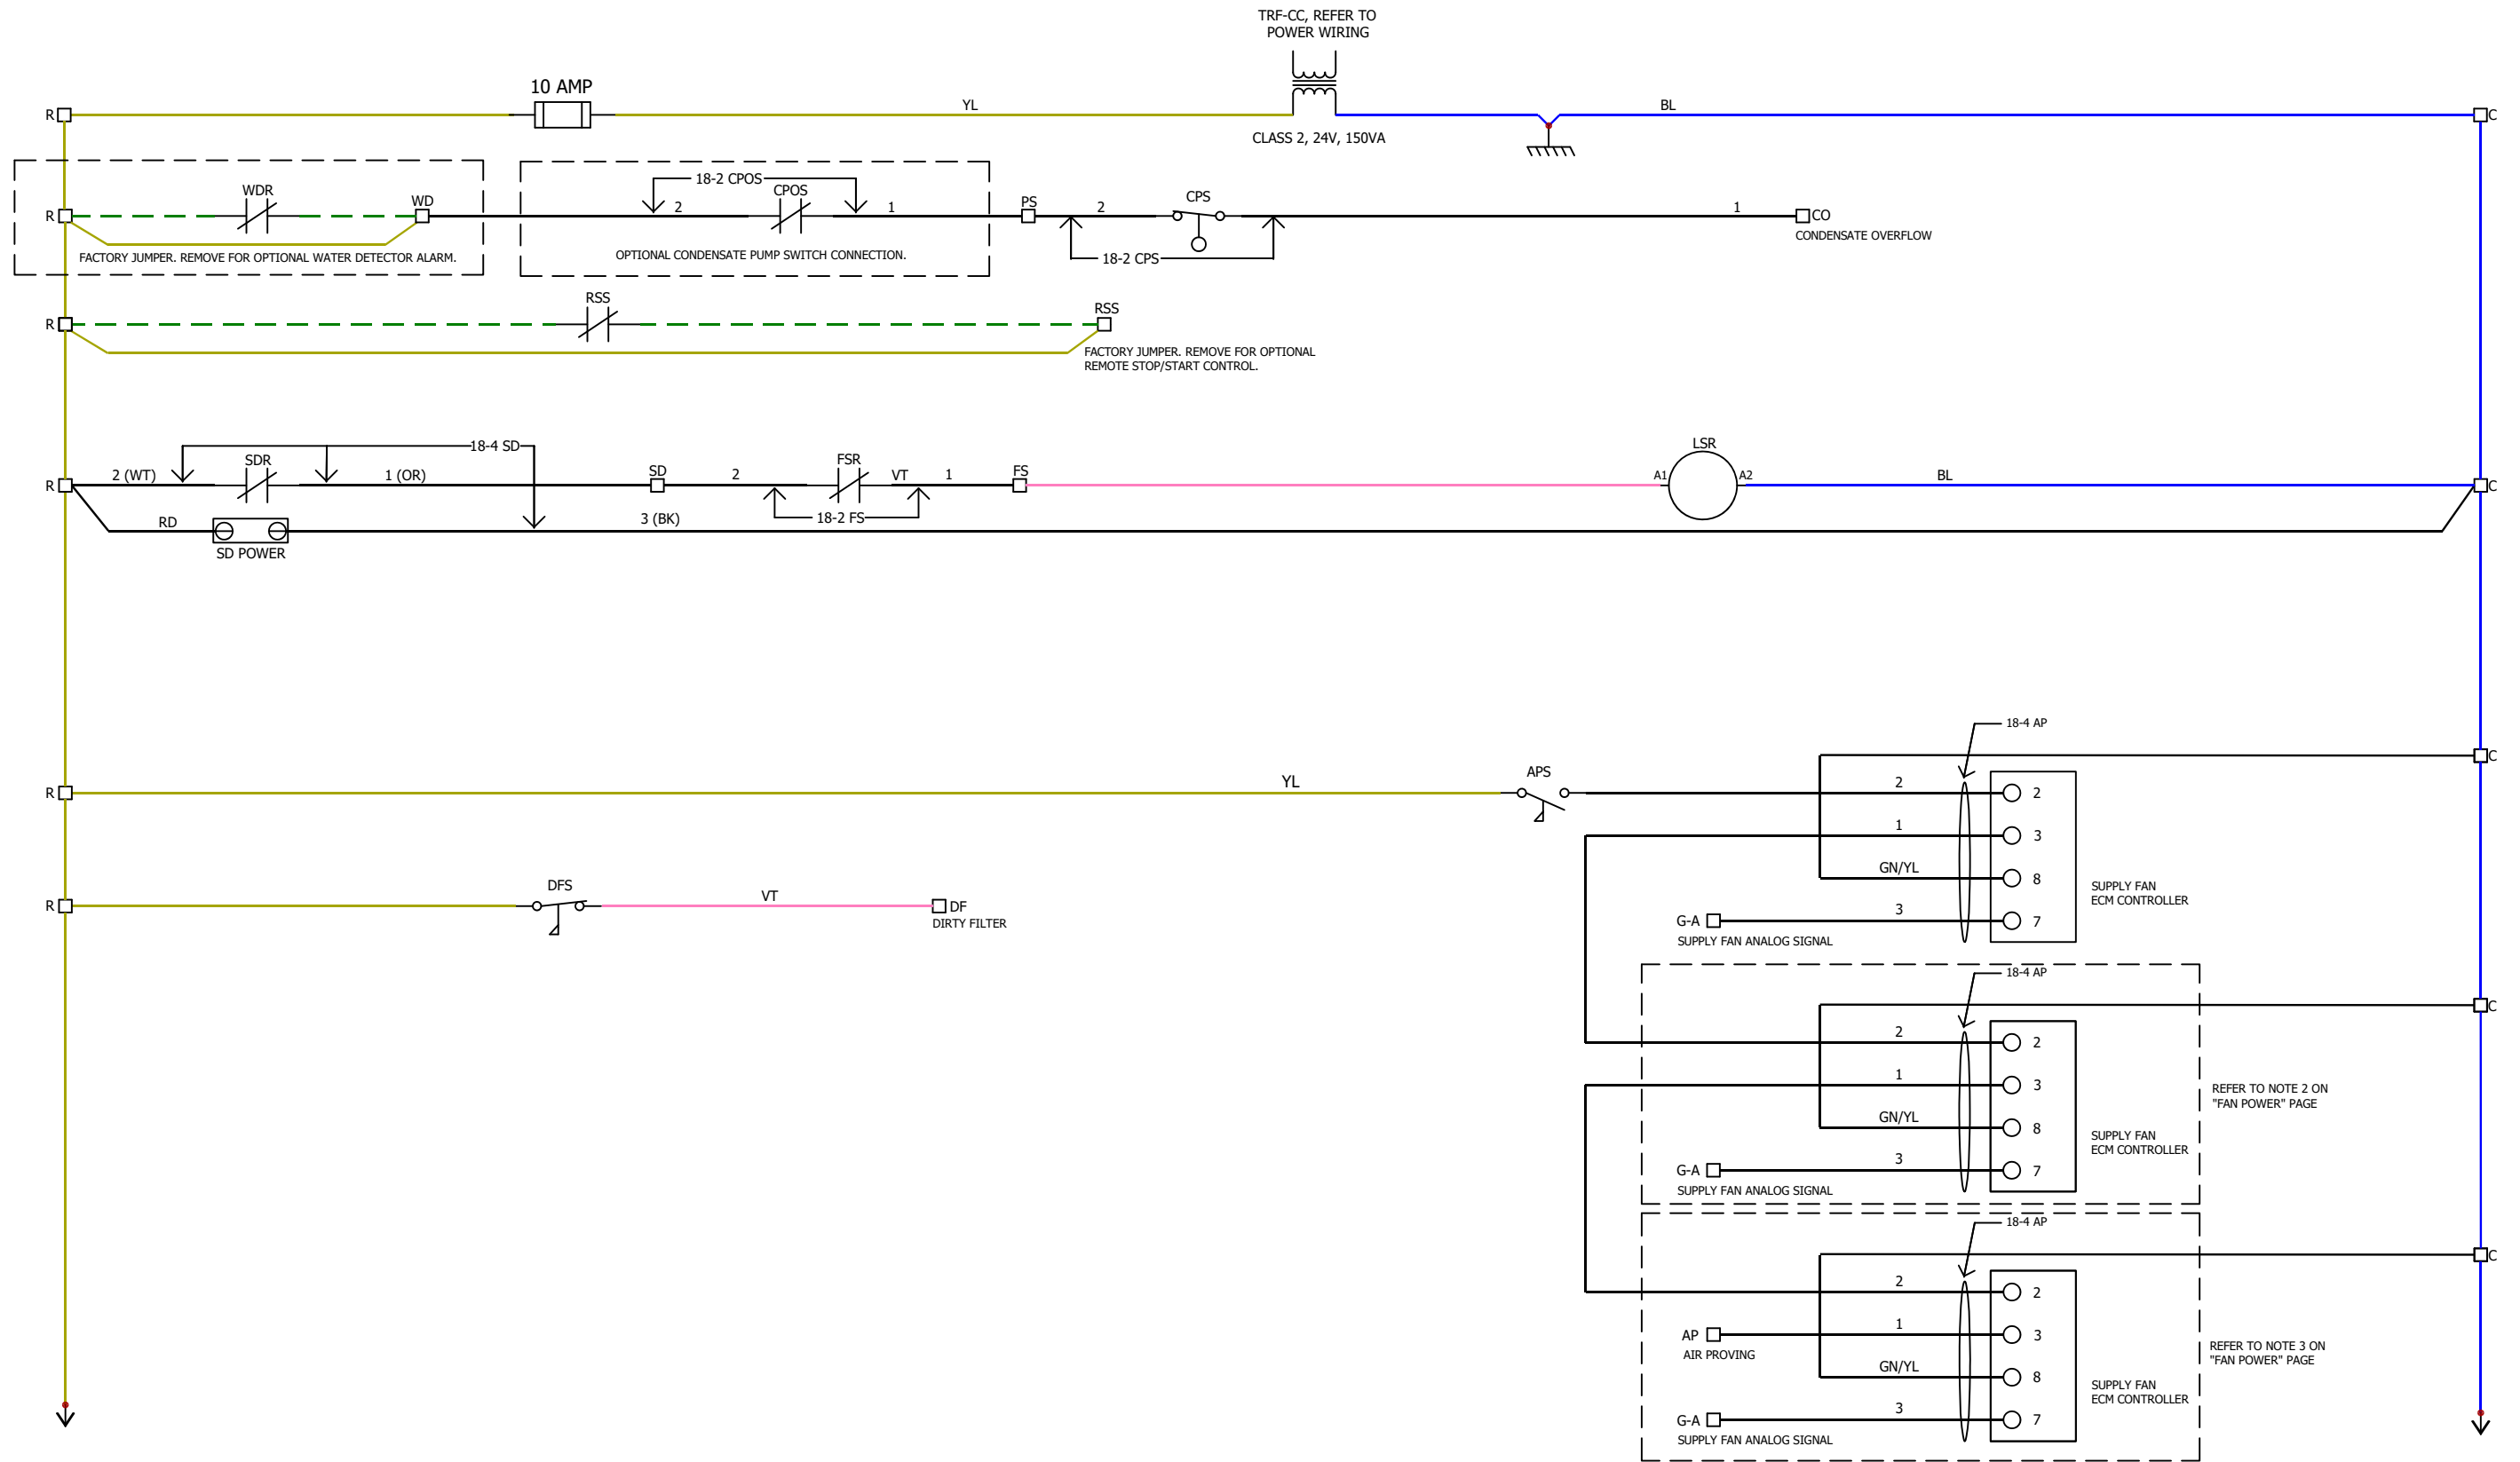 TRF-CC, REFER TO
POWER WIRING
10 AMP
R
YL
BL
C
CLASS 2, 24V, 150VA
18-2 CPOS
WDR
WD
CPOS
PS
CPS
R
2
1
2
1
CO
CONDENSATE OVERFLOW
FACTORY JUMPER. REMOVE FOR OPTIONAL WATER DETECTOR ALARM.
OPTIONAL CONDENSATE PUMP SWITCH CONNECTION.
18-2 CPS
RSS
RSS
R
FACTORY JUMPER. REMOVE FOR OPTIONAL
REMOTE STOP/START CONTROL.
18-4 SD
LSR
SDR
SD
FSR
FS
R
2 (WT)
1 (OR)
2
VT
1
A1
A2
BL
C
RD
3 (BK)
18-2 FS
SD POWER
18-4 AP
C
APS
R
YL
2
2
1
3
GN/YL
8
SUPPLY FAN
ECM CONTROLLER
DFS
R
VT
DF
DIRTY FILTER
G-A
3
7
SUPPLY FAN ANALOG SIGNAL
18-4 AP
C
2
2
1
3
REFER TO NOTE 2 ON
"FAN POWER" PAGE
GN/YL
8
SUPPLY FAN
ECM CONTROLLER
G-A
3
7
SUPPLY FAN ANALOG SIGNAL
18-4 AP
C
2
2
AP
1
3
AIR PROVING
REFER TO NOTE 3 ON
"FAN POWER" PAGE
GN/YL
8
SUPPLY FAN
ECM CONTROLLER
G-A
3
7
SUPPLY FAN ANALOG SIGNAL